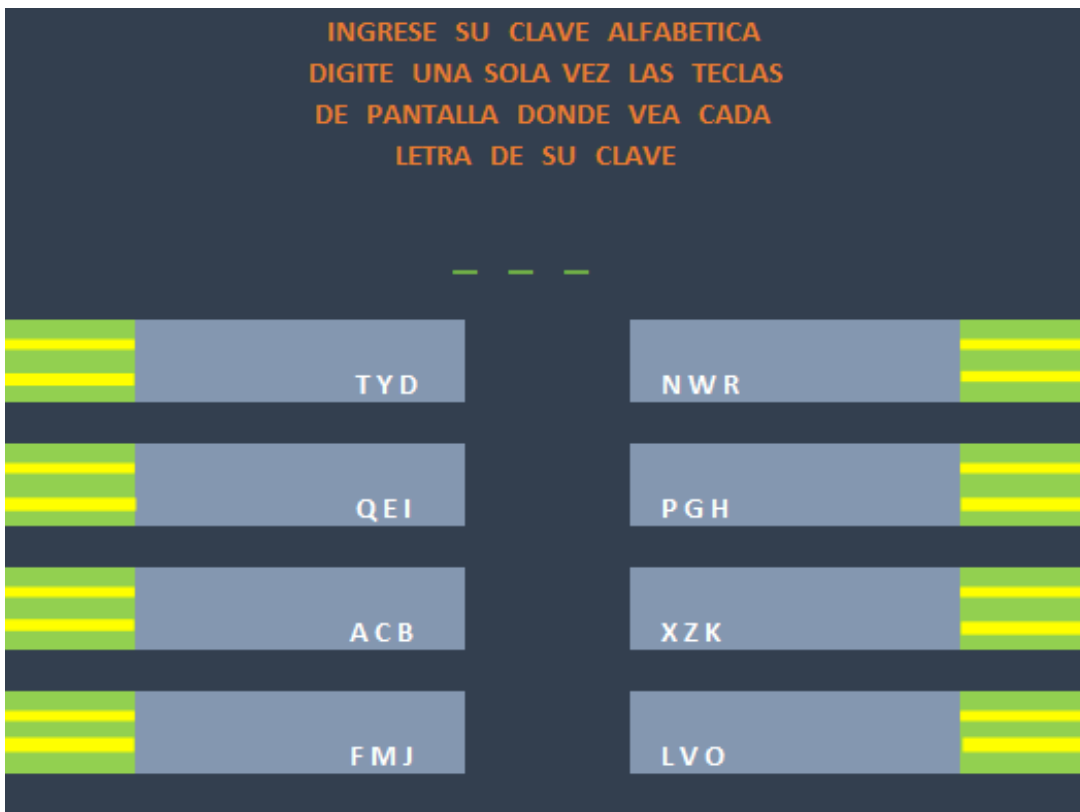 INGRESE SU CLAVE ALFABETICA
DIGITE UNA SOLA VEZ LAS TECLAS
DE PANTALLA DONDE VEA CADA
LETRA DE SU CLAVE
_ _ _
TYD
NWR
QEI
PGH
ACB
XZK
FMJ
LVO